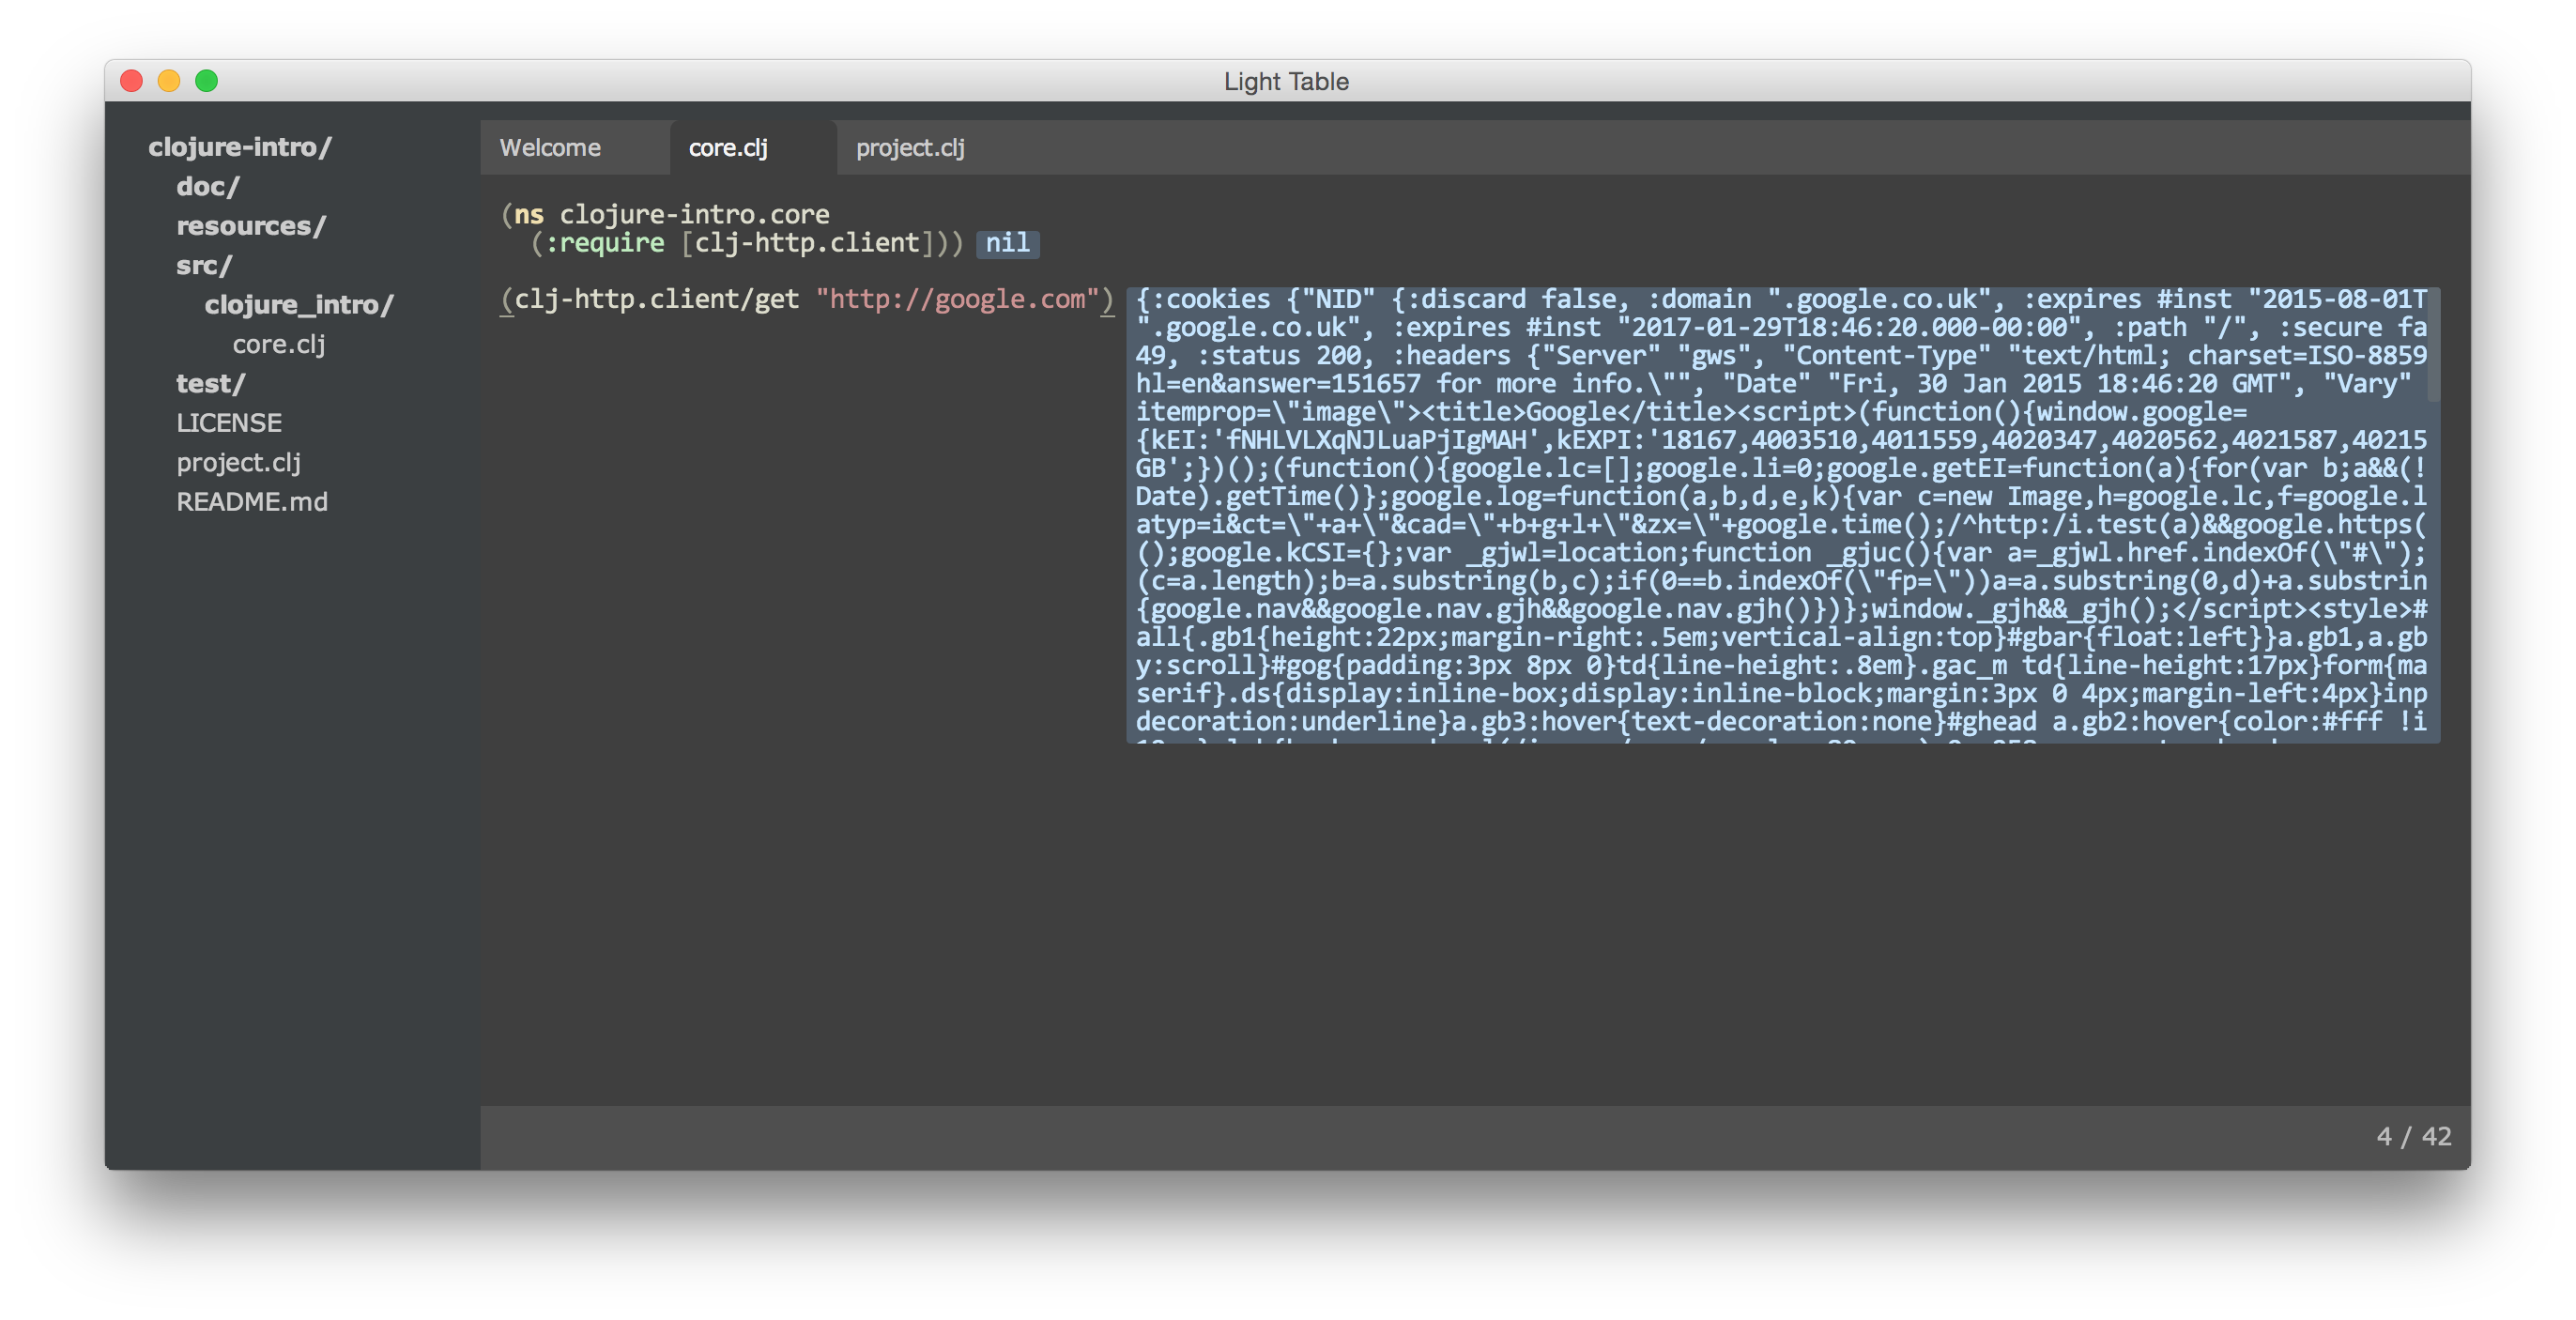 Light Table
clojure-intro/
doc/
resources/
src/
clojure_intro/
core.clj
test/
LICENSE
project.clj
README.md
Welcome core.clj project.clj
(ns clojure-intro.core
(:require [clj-http.client])) nil
(clj-http.client/get "http://google.com")
{:cookies {"NID" {:discard false, :domain ".google.co.uk", :expires #inst "2015-08-01T
".google.co.uk", :expires #inst "2017-01-29T18:46:20.000-00:00", :path "/", :secure fa
49, :status 200, :headers {"Server" "gws", "Content-Type" "text/html; charset=ISO-8859
hl=en&answer=151657 for more info.\"", "Date" "Fri, 30 Jan 2015 18:46:20 GMT", "Vary"
itemprop=\"image\"><title>Google</title><script>(function(){window.google=
{kEI:'fNHLVLXqNJLuaPjIgMAH',kEXPI:'18167,4003510,4011559,4020347,4020562,4021587,40215
GB';})();(function(){google.lc=[];google.li=0;google.getEI=function(a){for(var b;a&&(!
Date).getTime()};google.log=function(a,b,d,e,k){var c=new Image,h=google.lc,f=google.l
atyp=i&ct=\"+a+\"&cad=\"+b+g+l+\"&zx=\"+google.time();/^http:/i.test(a)&&google.https(
();google.kCSI={};var _gjwl=location;function _gjuc(){var a=_gjwl.href.indexOf(\"#\");
(c=a.length);b=a.substring(b,c);if(0==b.indexOf(\"fp=\"))a=a.substring(0,d)+a.substrin
{google.nav&&google.nav.gjh&&google.nav.gjh()})};window._gjh&&_gjh();</script><style>#
all{.gb1{height:22px;margin-right:.5em;vertical-align:top}#gbar{float:left}}a.gb1,a.gb
y:scroll}#gog{padding:3px 8px 0}td{line-height:.8em}.gac_m td{line-height:17px}form{ma
serif}.ds{display:inline-box;display:inline-block;margin:3px 0 4px;margin-left:4px}inp
decoration:underline}a.gb3:hover{text-decoration:none}#ghead a.gb2:hover{color:#fff !i
4 / 42